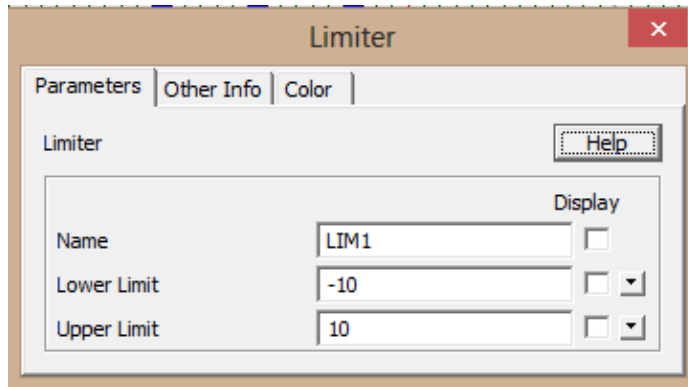 Limiter
Parameters Other Info Color
Limiter Help
Display
Name LIM1
Lower Limit -10
Upper Limit 10